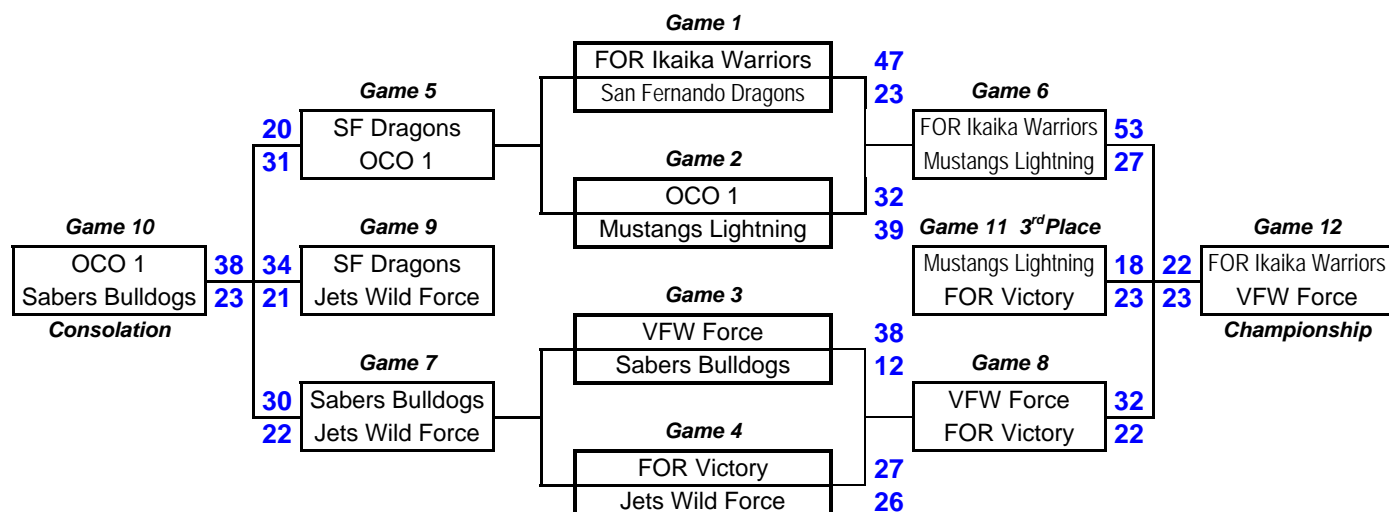 Game 1
FOR Ikaika Warriors 47
San Fernando Dragons 23
Game 5
20 SF Dragons
31 OCO 1
Game 6
FOR Ikaika Warriors 53
Mustangs Lightning 27
Game 2
OCO 1 32
Mustangs Lightning 39
Game 10
OCO 1 38
Sabers Bulldogs 23
Consolation
Game 9
34 SF Dragons
21 Jets Wild Force
Game 11 3rd Place
Mustangs Lightning 18
FOR Victory 23
Game 12
22 FOR Ikaika Warriors
23 VFW Force
Championship
Game 3
VFW Force 38
Sabers Bulldogs 12
Game 7
30 Sabers Bulldogs
22 Jets Wild Force
Game 8
VFW Force 32
FOR Victory 22
Game 4
FOR Victory 27
Jets Wild Force 26